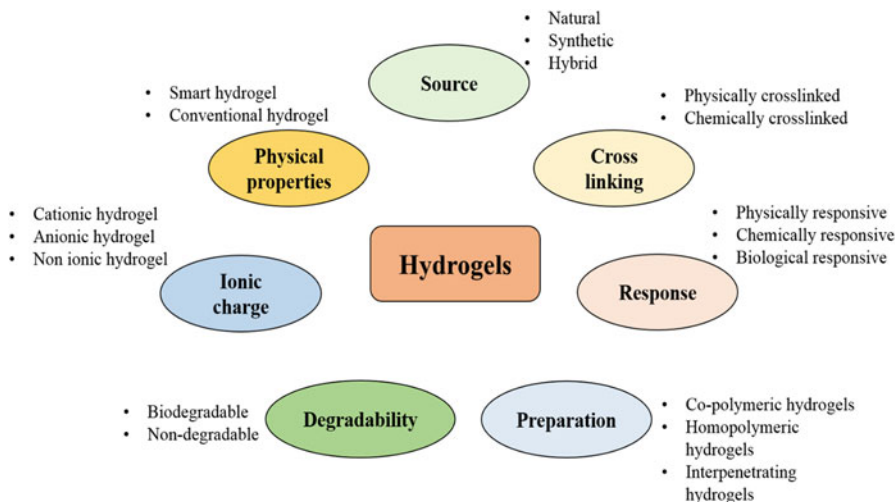 • Natural
• Synthetic
• Hybrid
Source
• Smart hydrogel
• Conventional hydrogel
Physical
properties
• Physically crosslinked
• Chemically crosslinked
Cross
linking
• Cationic hydrogel
• Anionic hydrogel
• Non ionic hydrogel
Ionic
charge
Hydrogels
• Physically responsive
• Chemically responsive
• Biological responsive
Response
• Biodegradable
• Non-degradable
Degradability
Preparation
• Co-polymeric hydrogels
• Homopolymeric
hydrogels
• Interpenetrating
hydrogels